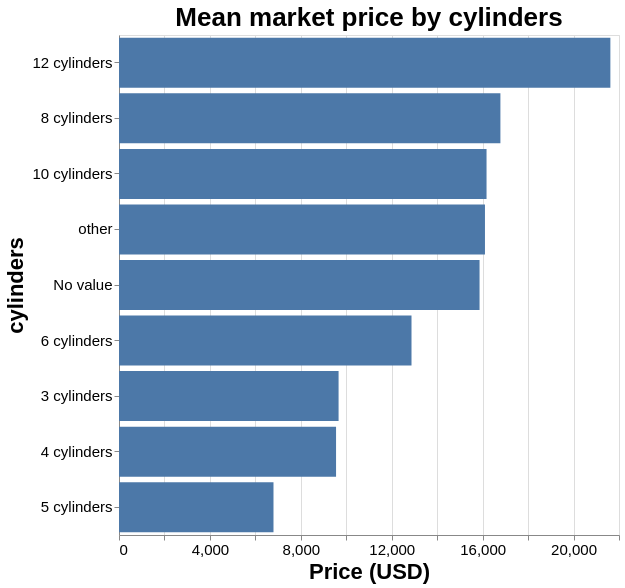 Mean market price by cylinders
cylinders
12 cylinders
8 cylinders
10 cylinders
other
No value
6 cylinders
3 cylinders
4 cylinders
5 cylinders
0 4,000 8,000 12,000 16,000 20,000
Price (USD)